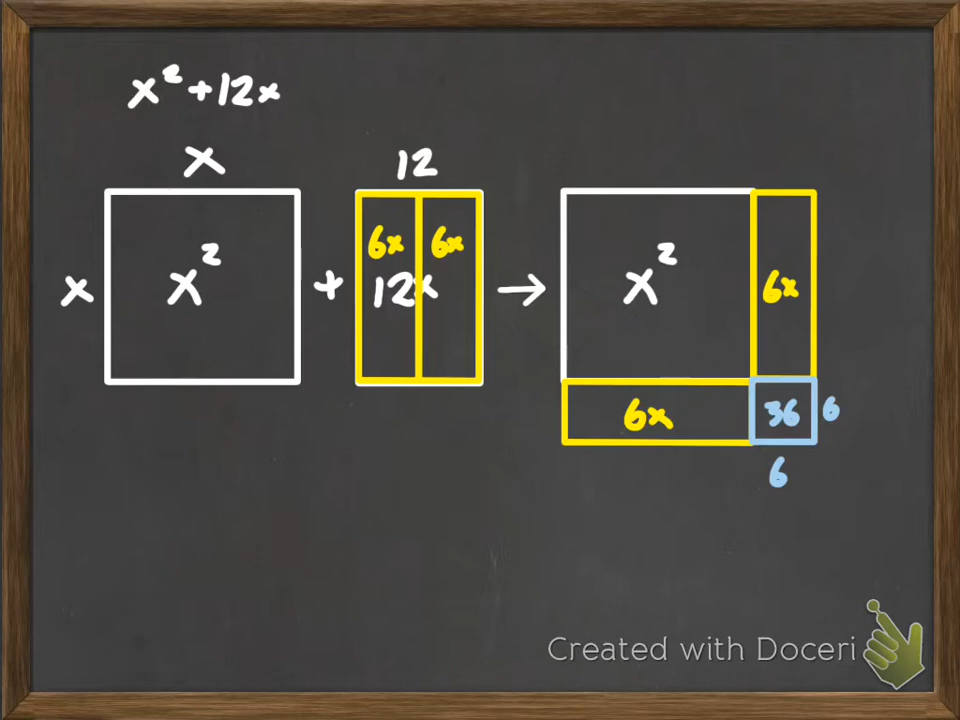 x²+12x
x 12
x x² + 6x 6x 12x → x² 6x
6x 36 6
6
Created with Doceri